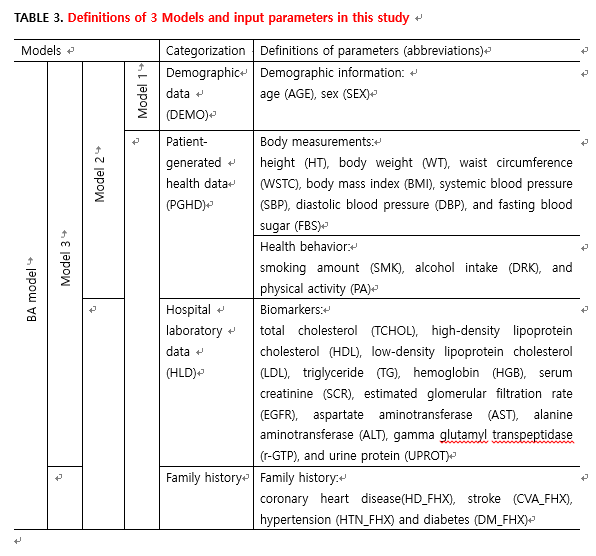 TABLE 3. Definitions of 3 Models and input parameters in this study
Models
Categorization
Definitions of parameters (abbreviations)
BA model
Model 3
Model 2
Model 1
Demographic
data
(DEMO)
Demographic information:
age (AGE), sex (SEX)
Patient-
generated
health data
(PGHD)
Body measurements:
height (HT), body weight (WT), waist circumference
(WSTC), body mass index (BMI), systemic blood pressure
(SBP), diastolic blood pressure (DBP), and fasting blood
sugar (FBS)
Health behavior:
smoking amount (SMK), alcohol intake (DRK), and
physical activity (PA)
Hospital
laboratory
data
(HLD)
Biomarkers:
total cholesterol (TCHOL), high-density lipoprotein
cholesterol (HDL), low-density lipoprotein cholesterol
(LDL), triglyceride (TG), hemoglobin (HGB), serum
creatinine (SCR), estimated glomerular filtration rate
(EGFR), aspartate aminotransferase (AST), alanine
aminotransferase (ALT), gamma glutamyl transpeptidase
(r-GTP), and urine protein (UPROT)
Family history
Family history:
coronary heart disease(HD_FHX), stroke (CVA_FHX),
hypertension (HTN_FHX) and diabetes (DM_FHX)